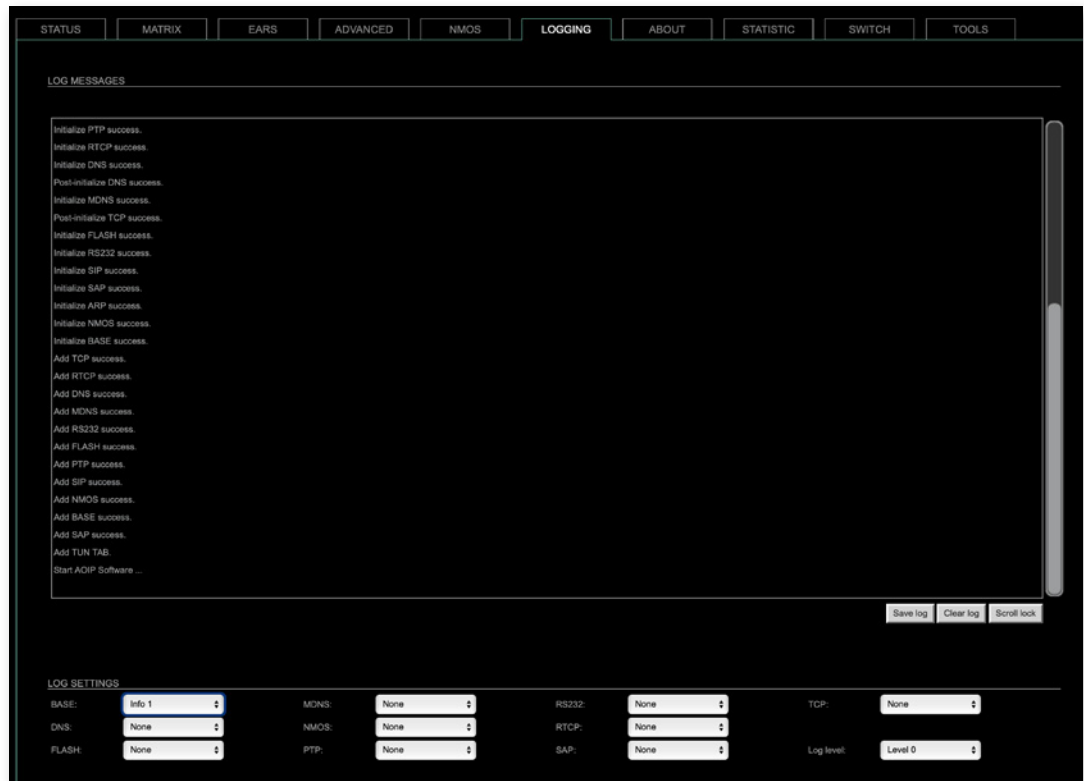 STATUS MATRIX EARS ADVANCED NMOS LOGGING ABOUT STATISTIC SWITCH TOOLS
LOG MESSAGES
Initialize PTP success.
Initialize RTCP success.
Initialize DNS success.
Post-initialize DNS success.
Initialize MDNS success.
Post-initialize TCP success.
Initialize FLASH success.
Initialize RS232 success.
Initialize SIP success.
Initialize SAP success.
Initialize ARP success.
Initialize NMOS success.
Initialize BASE success.
Add TCP success.
Add RTCP success.
Add DNS success.
Add MDNS success.
Add RS232 success.
Add FLASH success.
Add PTP success.
Add SIP success.
Add NMOS success.
Add BASE success.
Add SAP success.
Add TUN TAB.
Start AOIP Software ...
Save log Clear log Scroll lock
LOG SETTINGS
BASE: Info 1 MDNS: None RS232: None TCP: None
DNS: None NMOS: None RTCP: None
FLASH: None PTP: None SAP: None Log level: Level 0